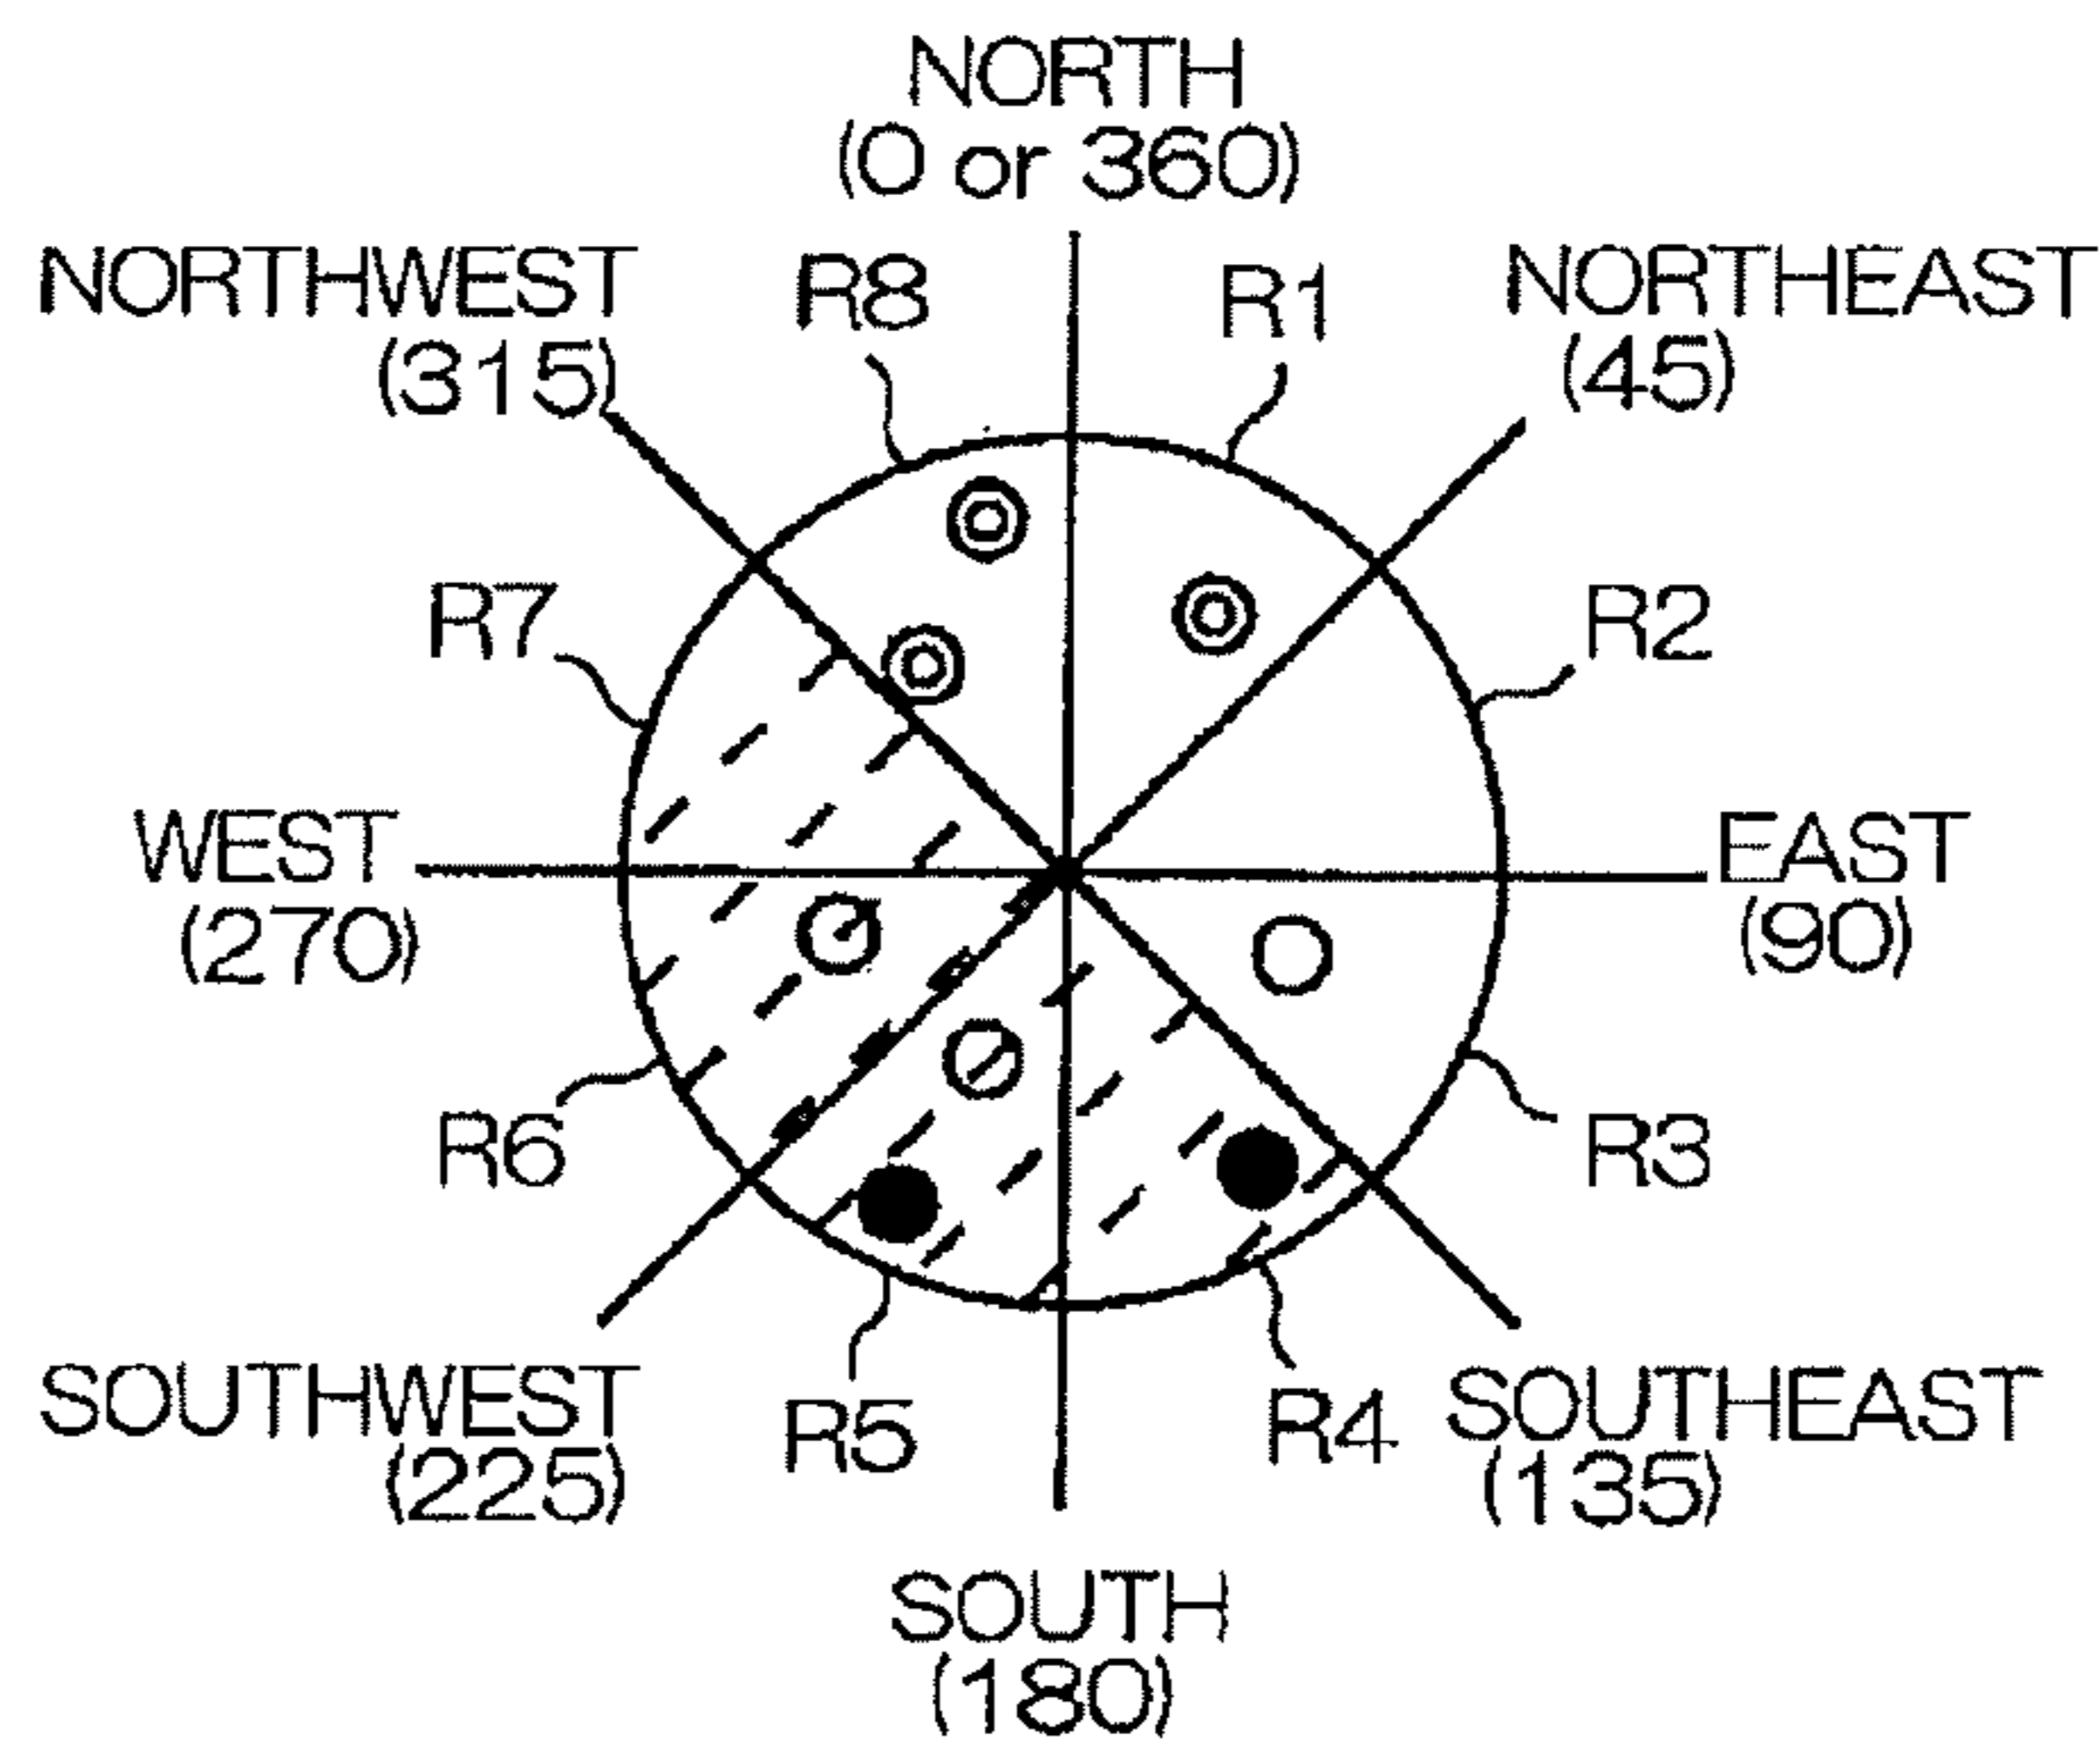 NORTH
(0 or 360)
NORTHWEST
(315)
R8
R1
NORTHEAST
(45)
R7
R2
WEST
(270)
EAST
(90)
R6
R3
SOUTHWEST
(225)
R5
R4
SOUTHEAST
(135)
SOUTH
(180)